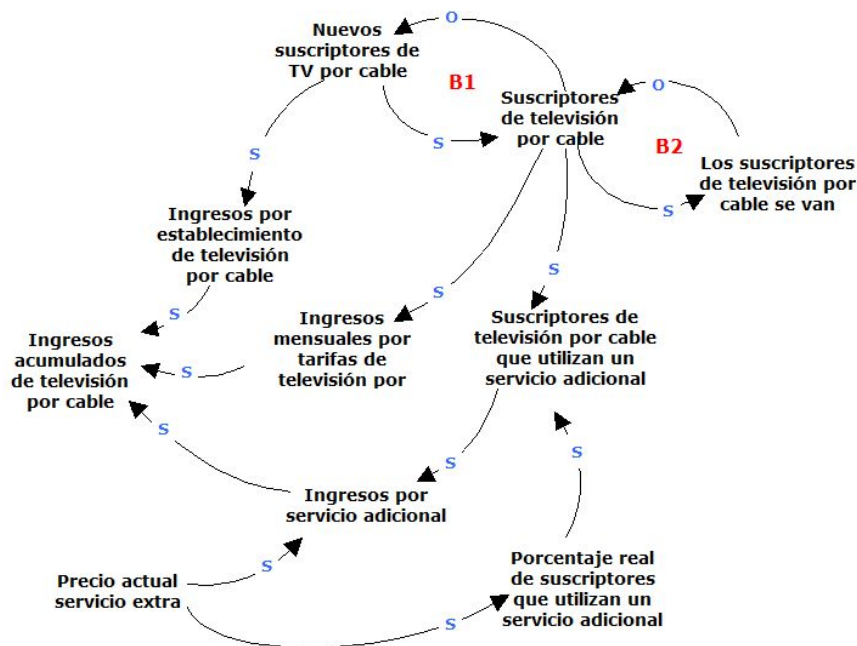 O
Nuevos
suscriptores de
TV por cable
B1
Suscriptores
de televisión
por cable
O
S
B2
S
Los suscriptores
de televisión por
cable se van
S
Ingresos por
establecimiento
de televisión
por cable
S
S
S
Ingresos
acumulados
de televisión
por cable
S
Ingresos
mensuales por
tarifas de
televisión por
Suscriptores de
televisión por cable
que utilizan un
servicio adicional
S
S
S
Ingresos por
servicio adicional
Precio actual
servicio extra
S
Porcentaje real
de suscriptores
que utilizan un
servicio adicional
S